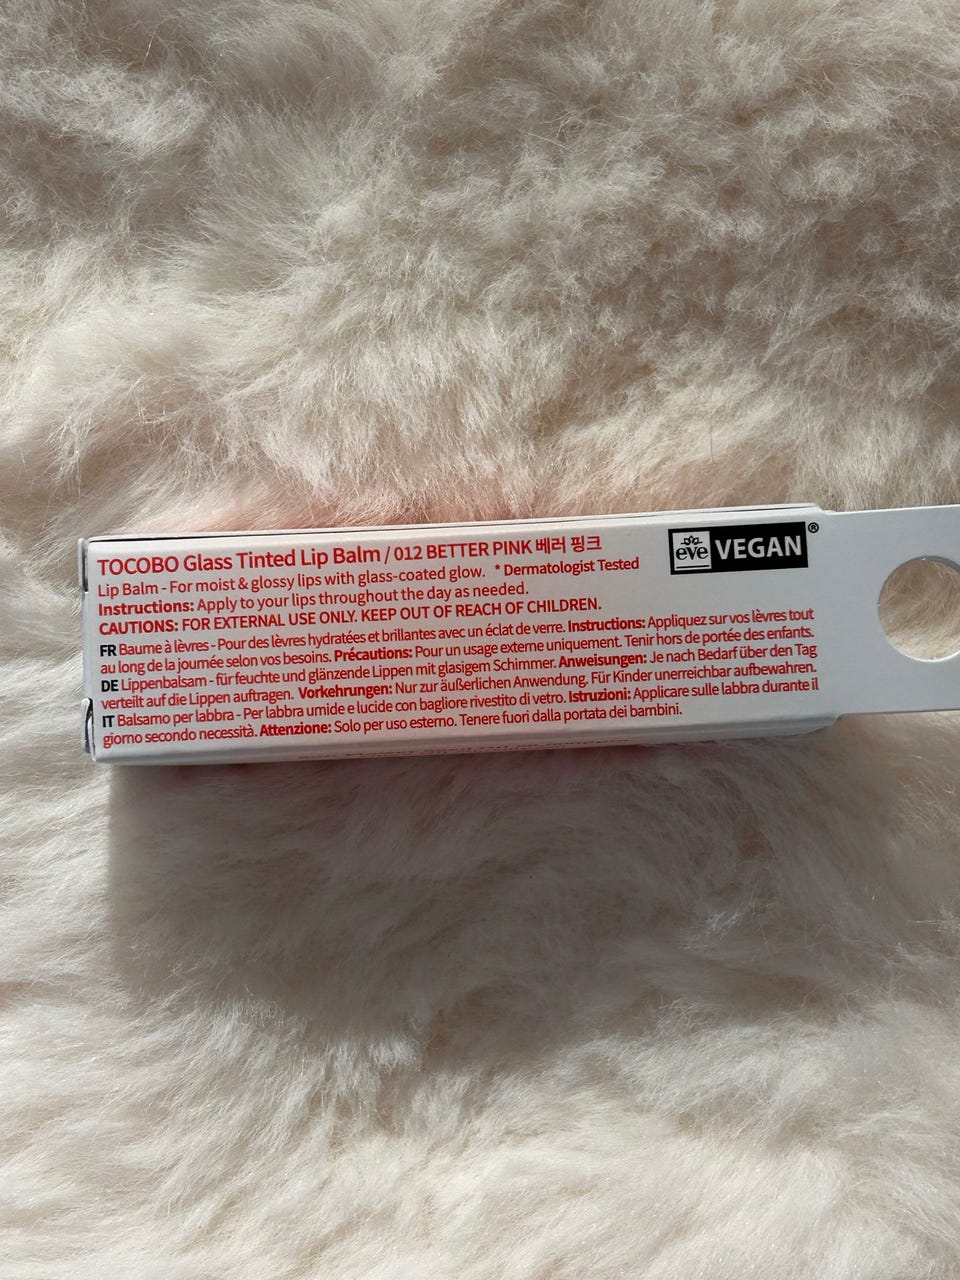 TOCOBO Glass Tinted Lip Balm / 012 BETTER PINK 베러 핑크
Lip Balm - For moist & glossy lips with glass-coated glow. * Dermatologist Tested
Instructions: Apply to your lips throughout the day as needed.
CAUTIONS: FOR EXTERNAL USE ONLY. KEEP OUT OF REACH OF CHILDREN.
FR Baume à lèvres - Pour des lèvres hydratées et brillantes avec un éclat de verre. Instructions: Appliquez sur vos lèvres tout
au long de la journée selon vos besoins. Précautions: Pour un usage externe uniquement. Tenir hors de portée des enfants.
DE Lippenbalsam - für feuchte und glänzende Lippen mit glasigem Schimmer. Anweisungen: Je nach Bedarf über den Tag
verteilt auf die Lippen auftragen. Vorkehrungen: Nur zur äußerlichen Anwendung. Für Kinder unerreichbar aufbewahren.
IT Balsamo per labbra - Per labbra umide e lucide con bagliore rivestito di vetro. Istruzioni: Applicare sulle labbra durante il
giorno secondo necessità. Attenzione: Solo per uso esterno. Tenere fuori dalla portata dei bambini.
eve VEGAN®